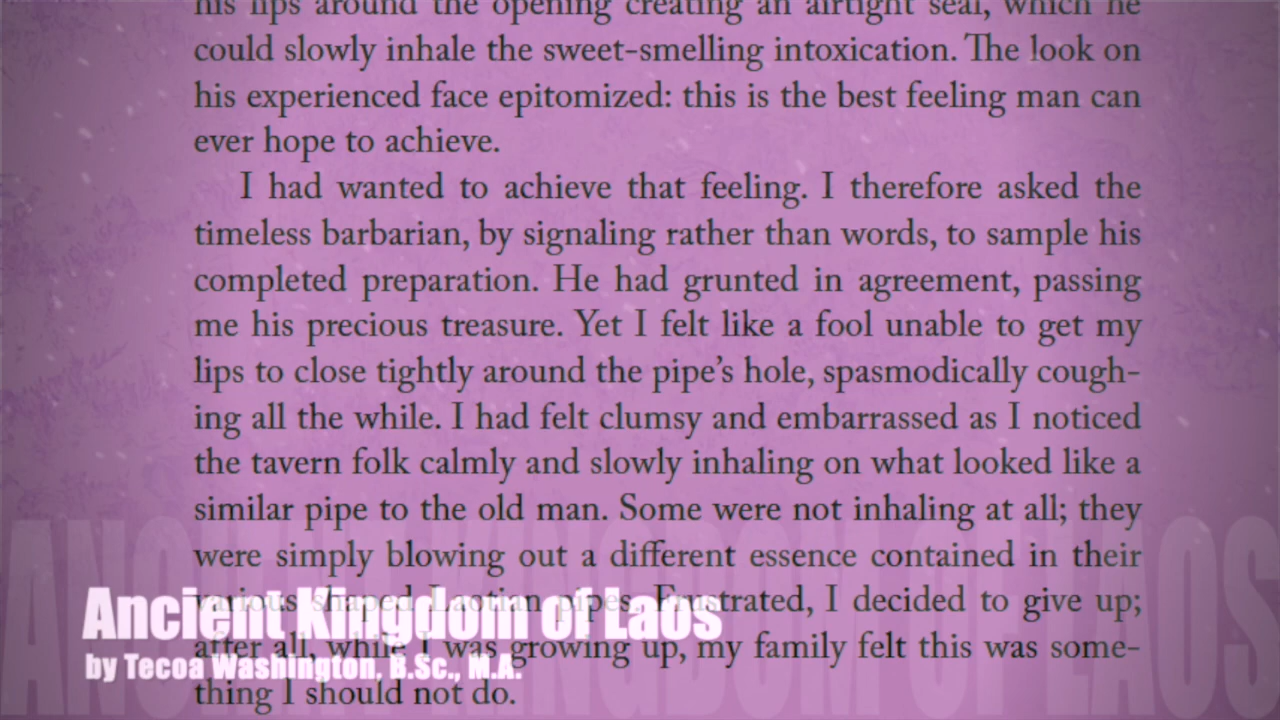 his lips around the opening creating an airtight seal, which he
could slowly inhale the sweet-smelling intoxication. The look on
his experienced face epitomized: this is the best feeling man can
ever hope to achieve.
I had wanted to achieve that feeling. I therefore asked the
timeless barbarian, by signaling rather than words, to sample his
completed preparation. He had grunted in agreement, passing
me his precious treasure. Yet I felt like a fool unable to get my
lips to close tightly around the pipe's hole, spasmodically cough-
ing all the while. I had felt clumsy and embarrassed as I noticed
the tavern folk calmly and slowly inhaling on what looked like a
similar pipe to the old man. Some were not inhaling at all; they
were simply blowing out a different essence contained in their
various shaped Laotian pipes. Frustrated, I decided to give up;
after all, while I was growing up, my family felt this was some-
thing I should not do.
Ancient Kingdom of Laos
by Tecoa Washington, B.Sc., M.A.
ANCIENT KINGDOM OF LAOS